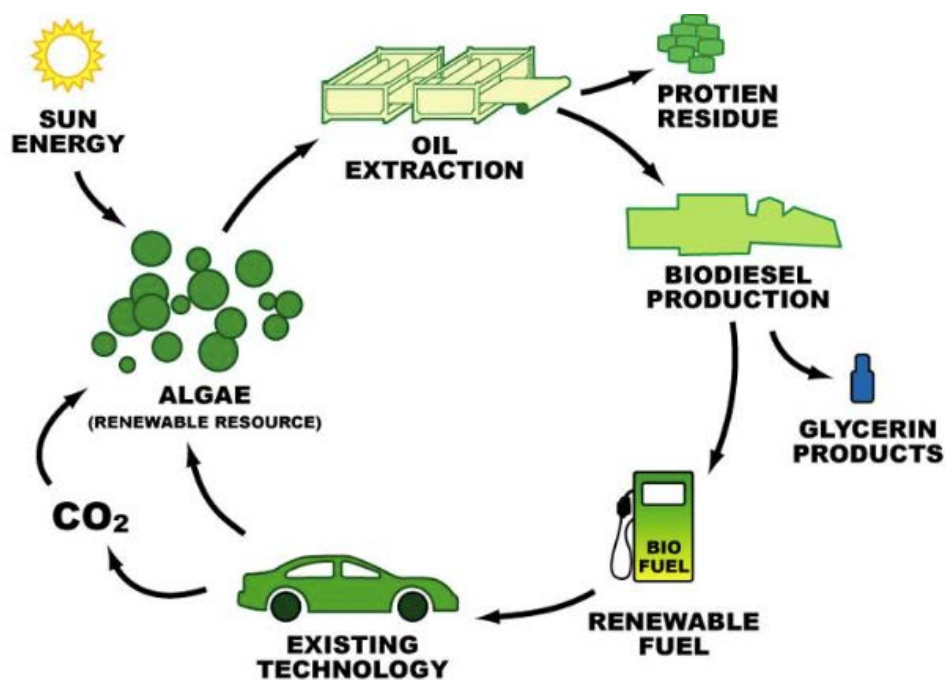 SUN
ENERGY
OIL
EXTRACTION
PROTIEN
RESIDUE
BIODIESEL
PRODUCTION
GLYCERIN
PRODUCTS
BIO
FUEL
RENEWABLE
FUEL
EXISTING
TECHNOLOGY
CO₂
ALGAE
(RENEWABLE RESOURCE)